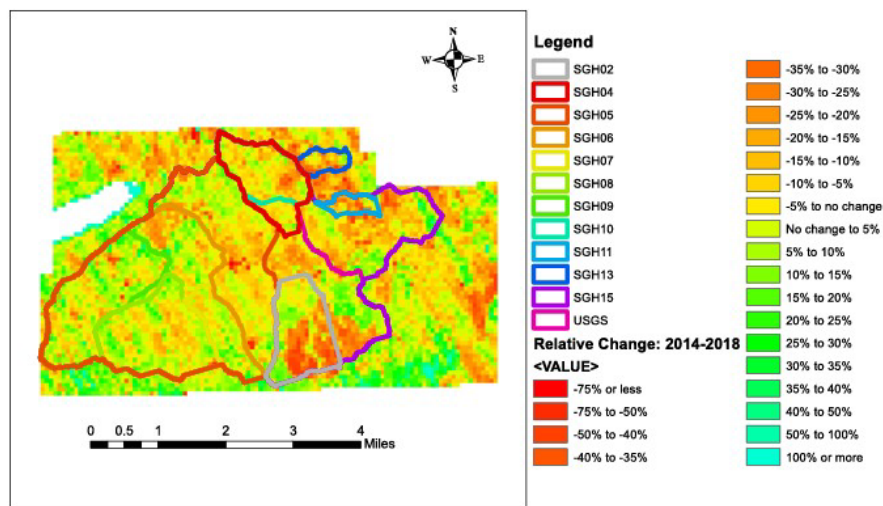 N
W E
S
0 0.5 1 2 3 4
Miles
Legend
SGH02
SGH04
SGH05
SGH06
SGH07
SGH08
SGH09
SGH10
SGH11
SGH13
SGH15
USGS
Relative Change: 2014-2018
<VALUE>
-75% or less
-75% to -50%
-50% to -40%
-40% to -35%
-35% to -30%
-30% to -25%
-25% to -20%
-20% to -15%
-15% to -10%
-10% to -5%
-5% to no change
No change to 5%
5% to 10%
10% to 15%
15% to 20%
20% to 25%
25% to 30%
30% to 35%
35% to 40%
40% to 50%
50% to 100%
100% or more